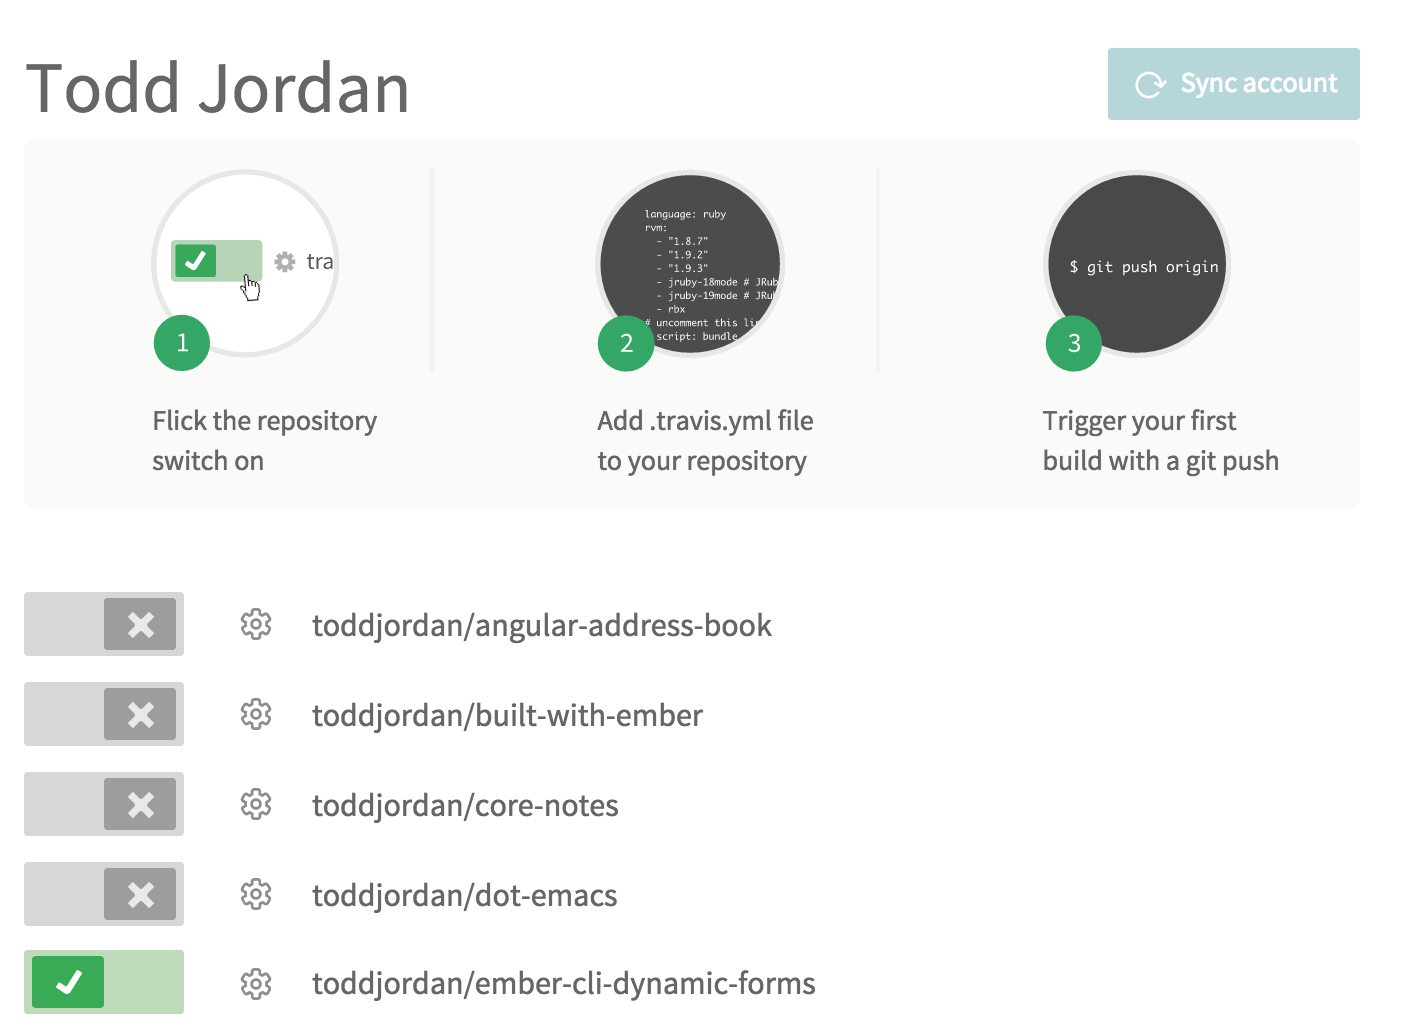 Todd Jordan
Sync account
tra
1
Flick the repository
switch on
language: ruby
rvm:
- "1.8.7"
- "1.9.2"
- "1.9.3"
- jruby-18mode # JRub
- jruby-19mode # JRu
- rbx
# uncomment this li
script: bundle
2
Add .travis.yml file
to your repository
$ git push origin
3
Trigger your first
build with a git push
toddjordan/angular-address-book
toddjordan/built-with-ember
toddjordan/core-notes
toddjordan/dot-emacs
toddjordan/ember-cli-dynamic-forms